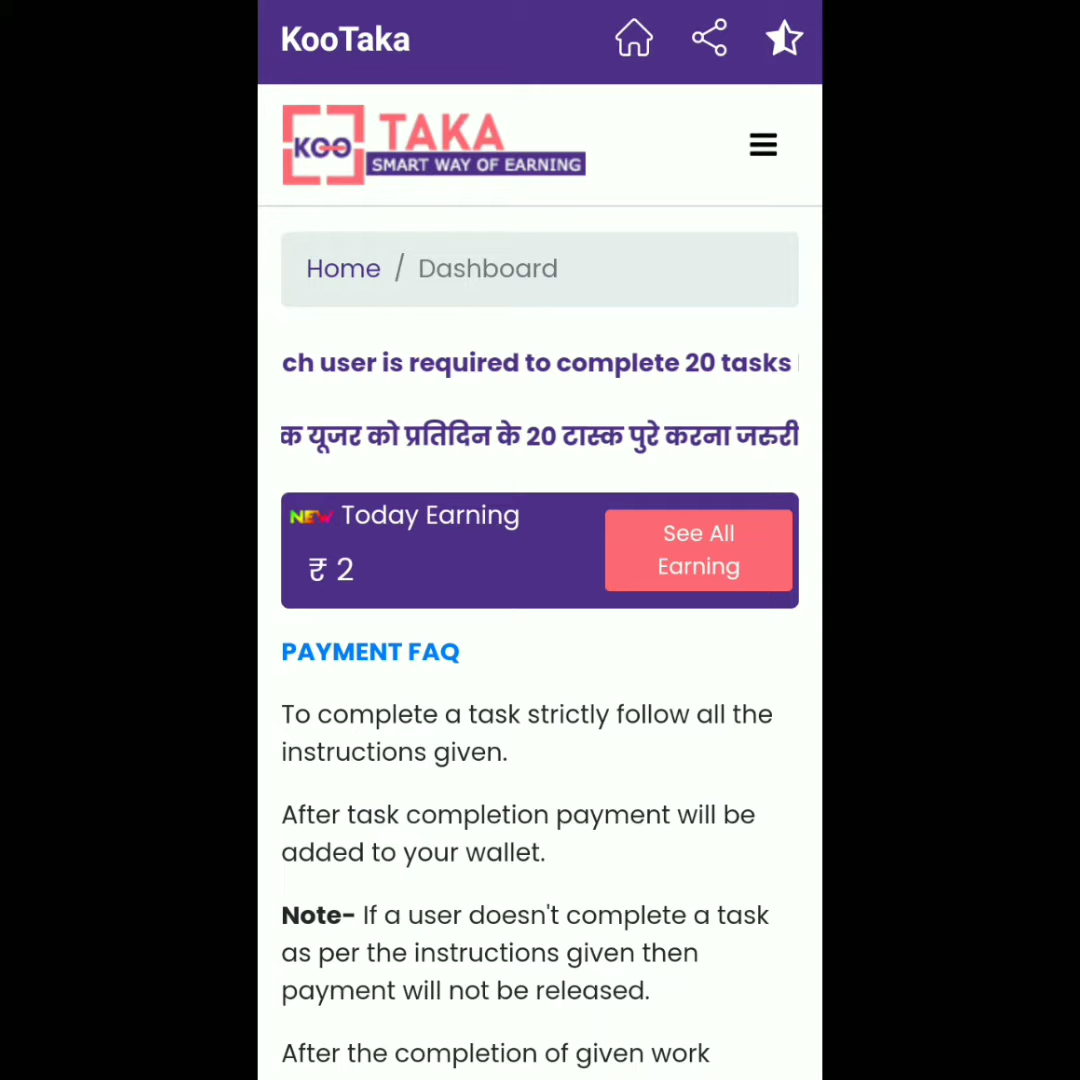 KooTaka
KOO TAKA
SMART WAY OF EARNING
Home / Dashboard
ch user is required to complete 20 tasks
क यूजर को प्रतिदिन के 20 टास्क पुरे करना जरुरी
NEW Today Earning
₹ 2
See All
Earning
PAYMENT FAQ
To complete a task strictly follow all the
instructions given.
After task completion payment will be
added to your wallet.
Note- If a user doesn't complete a task
as per the instructions given then
payment will not be released.
After the completion of given work